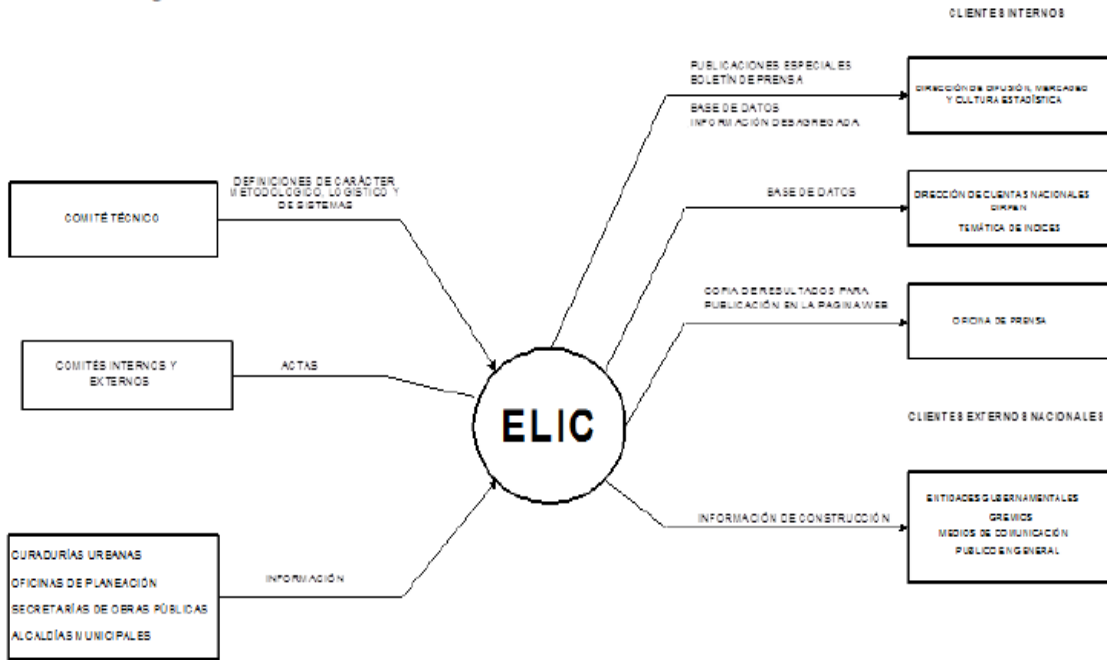 CLIENTES INTERNOS
PUBLICACIONES ESPECIALES
BOLETÍN DE PRENSA
BASE DE DATOS
INFORMACIÓN DESAGREGADA
DIRECCIÓN DE DIFUSIÓN, MERCADEO
Y CULTURA ESTADÍSTICA
DEFINICIONES DE CARÁCTER
METODOLOGICO, LOGISTICO Y
DE SISTEMAS
COMITÉ TÉCNICO
BASE DE DATOS
DIRECCIÓN DE CUENTAS NACIONALES
DIRPEN
TEMÁTICA DE INDICES
COPIA DE RESULTADOS PARA
PUBLICACIÓN EN LA PAGINA WEB
OFICINA DE PRENSA
COMITÉS INTERNOS Y
EXTERNOS
ACTAS
ELIC
CLIENTES EXTERNOS NACIONALES
ENTIDADES GUBERNAMENTALES
GREMIOS
MEDIOS DE COMUNICACIÓN
PUBLICO EN GENERAL
INFORMACIÓN DE CONSTRUCCIÓN
CURADURÍAS URBANAS
OFICINAS DE PLANEACIÓN
SECRETARÍAS DE OBRAS PÚBLICAS
ALCALDÍAS MUNICIPALES
INFORMACIÓN